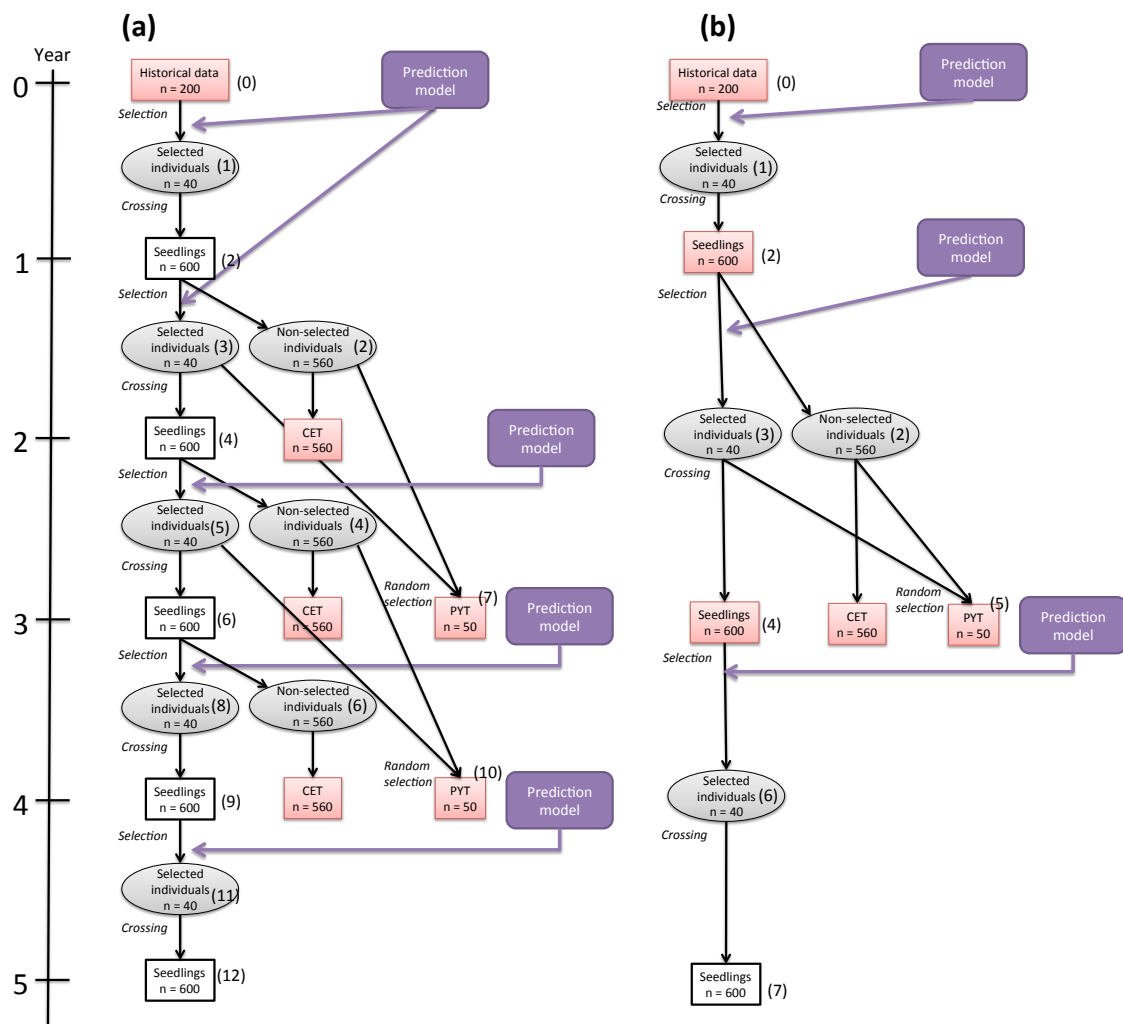 (a)
(b)
Year
0
1
2
3
4
5
Historical data
n = 200
(0)
Prediction
model
Selection
Selected
individuals
n = 40
(1)
Crossing
Seedlings
n = 600
(2)
Selection
Selected
individuals
n = 40
(3)
Non-selected
individuals
n = 560
(2)
Crossing
Seedlings
n = 600
(4)
CET
n = 560
Prediction
model
Selection
Selected
individuals
n = 40
(5)
Non-selected
individuals
n = 560
(4)
Crossing
Seedlings
n = 600
(6)
CET
n = 560
Random
selection
PYT
n = 50
(7)
Prediction
model
Selection
Selected
individuals
n = 40
(8)
Non-selected
individuals
n = 560
(6)
Crossing
Seedlings
n = 600
(9)
CET
n = 560
Random
selection
PYT
n = 50
(10)
Prediction
model
Selection
Selected
individuals
n = 40
(11)
Crossing
Seedlings
n = 600
(12)
Historical data
n = 200
(0)
Prediction
model
Selection
Selected
individuals
n = 40
(1)
Crossing
Seedlings
n = 600
(2)
Prediction
model
Selection
Selected
individuals
n = 40
(3)
Non-selected
individuals
n = 560
(2)
Crossing
Seedlings
n = 600
(4)
CET
n = 560
Random
selection
PYT
n = 50
(5)
Prediction
model
Selection
Selected
individuals
n = 40
(6)
Crossing
Seedlings
n = 600
(7)